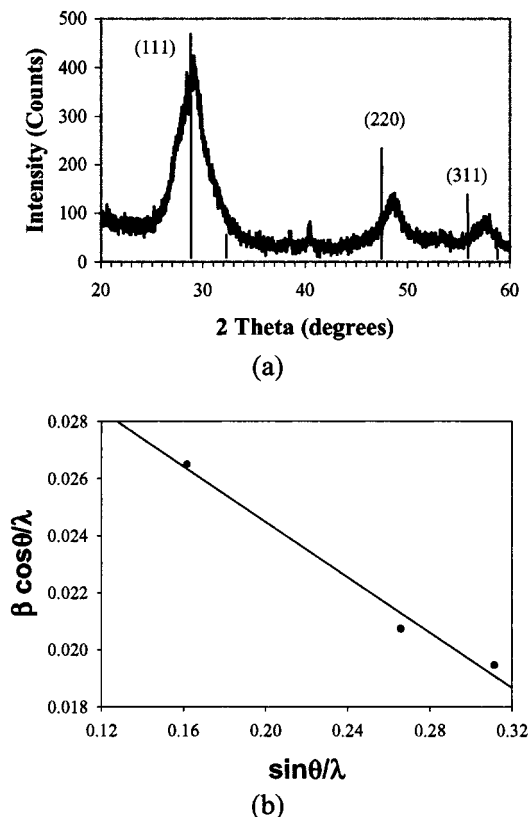 500
400
300
200
100
0
Intensity (Counts)
(111)
(220)
(311)
20 30 40 50 60
2 Theta (degrees)
(a)
0.028
0.026
0.024
0.022
0.020
0.018
β cosθ/λ
0.12 0.16 0.20 0.24 0.28 0.32
sinθ/λ
(b)